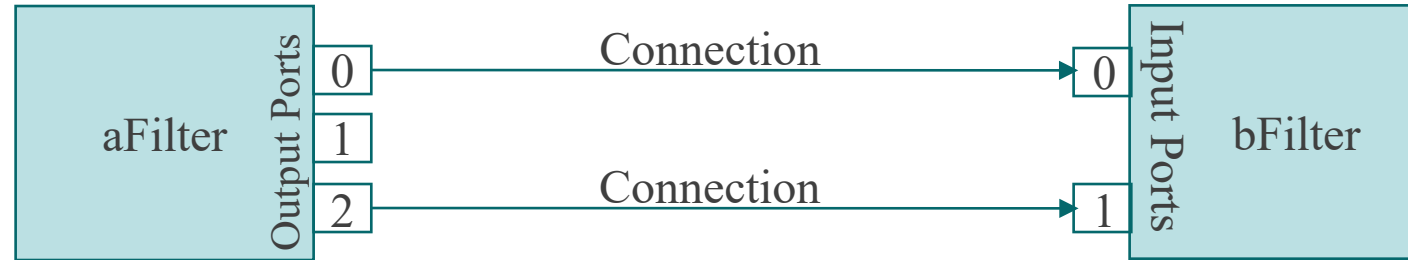 aFilter
Output Ports
0
1
2
Connection
Connection
0
1
Input Ports
bFilter